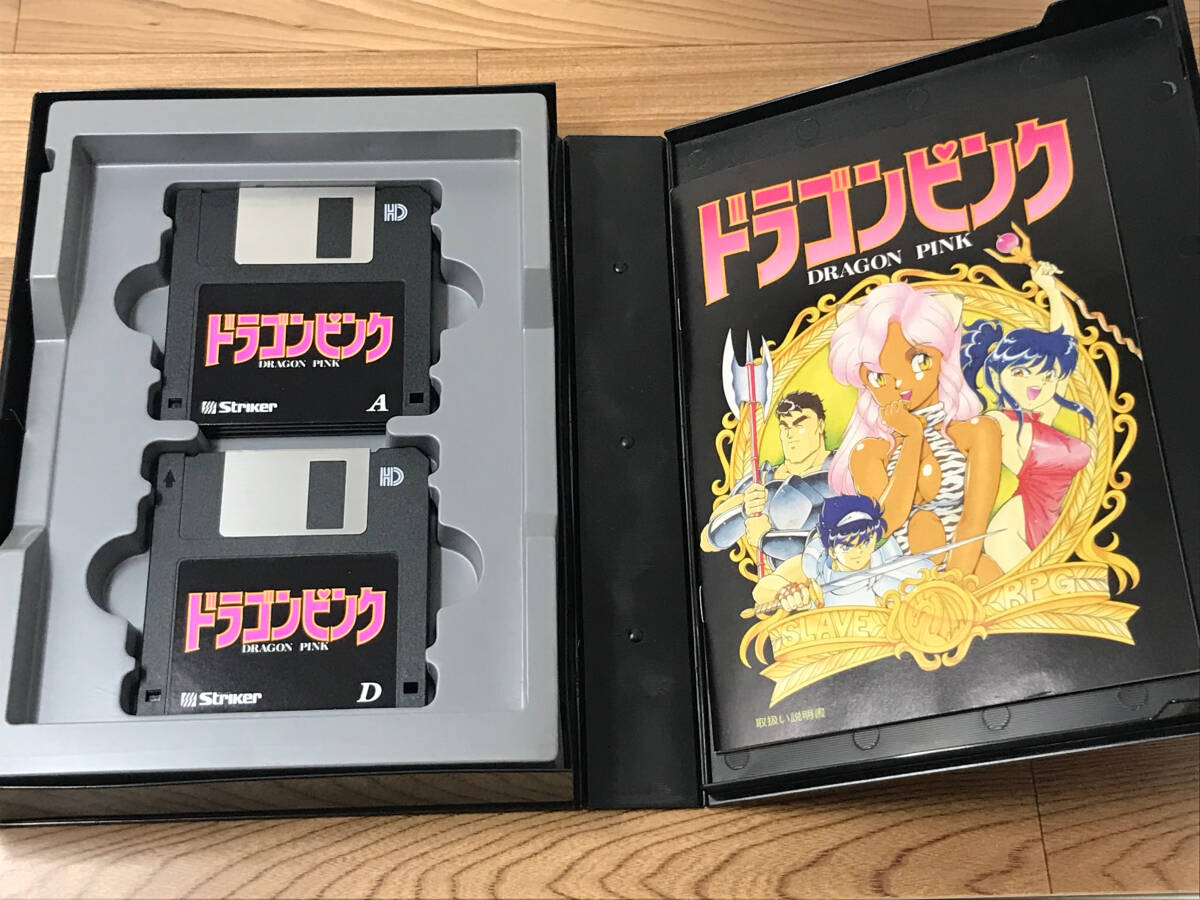 HD
ドラゴンピンク
DRAGON PINK
Striker
A
HD
ドラゴンピンク
DRAGON PINK
Striker
D
ドラゴンピンク
DRAGON PINK
SLAVE RPG
取扱い説明書